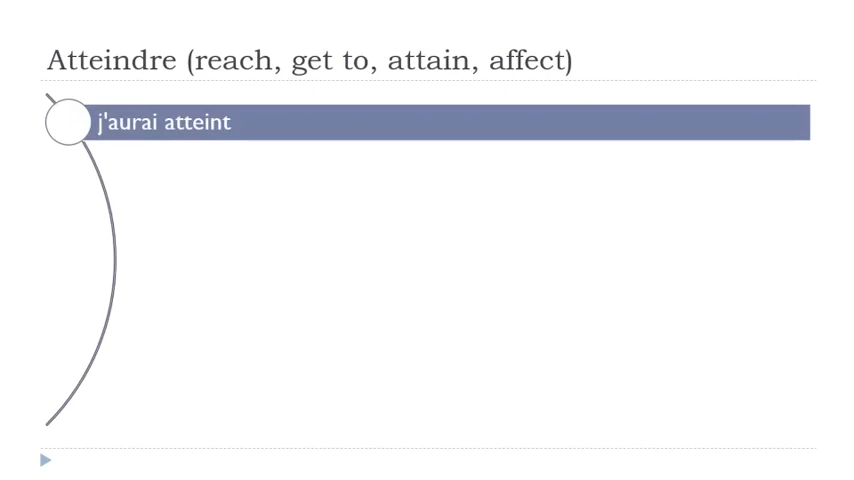 Atteindre (reach, get to, attain, affect)
j'aurai atteint